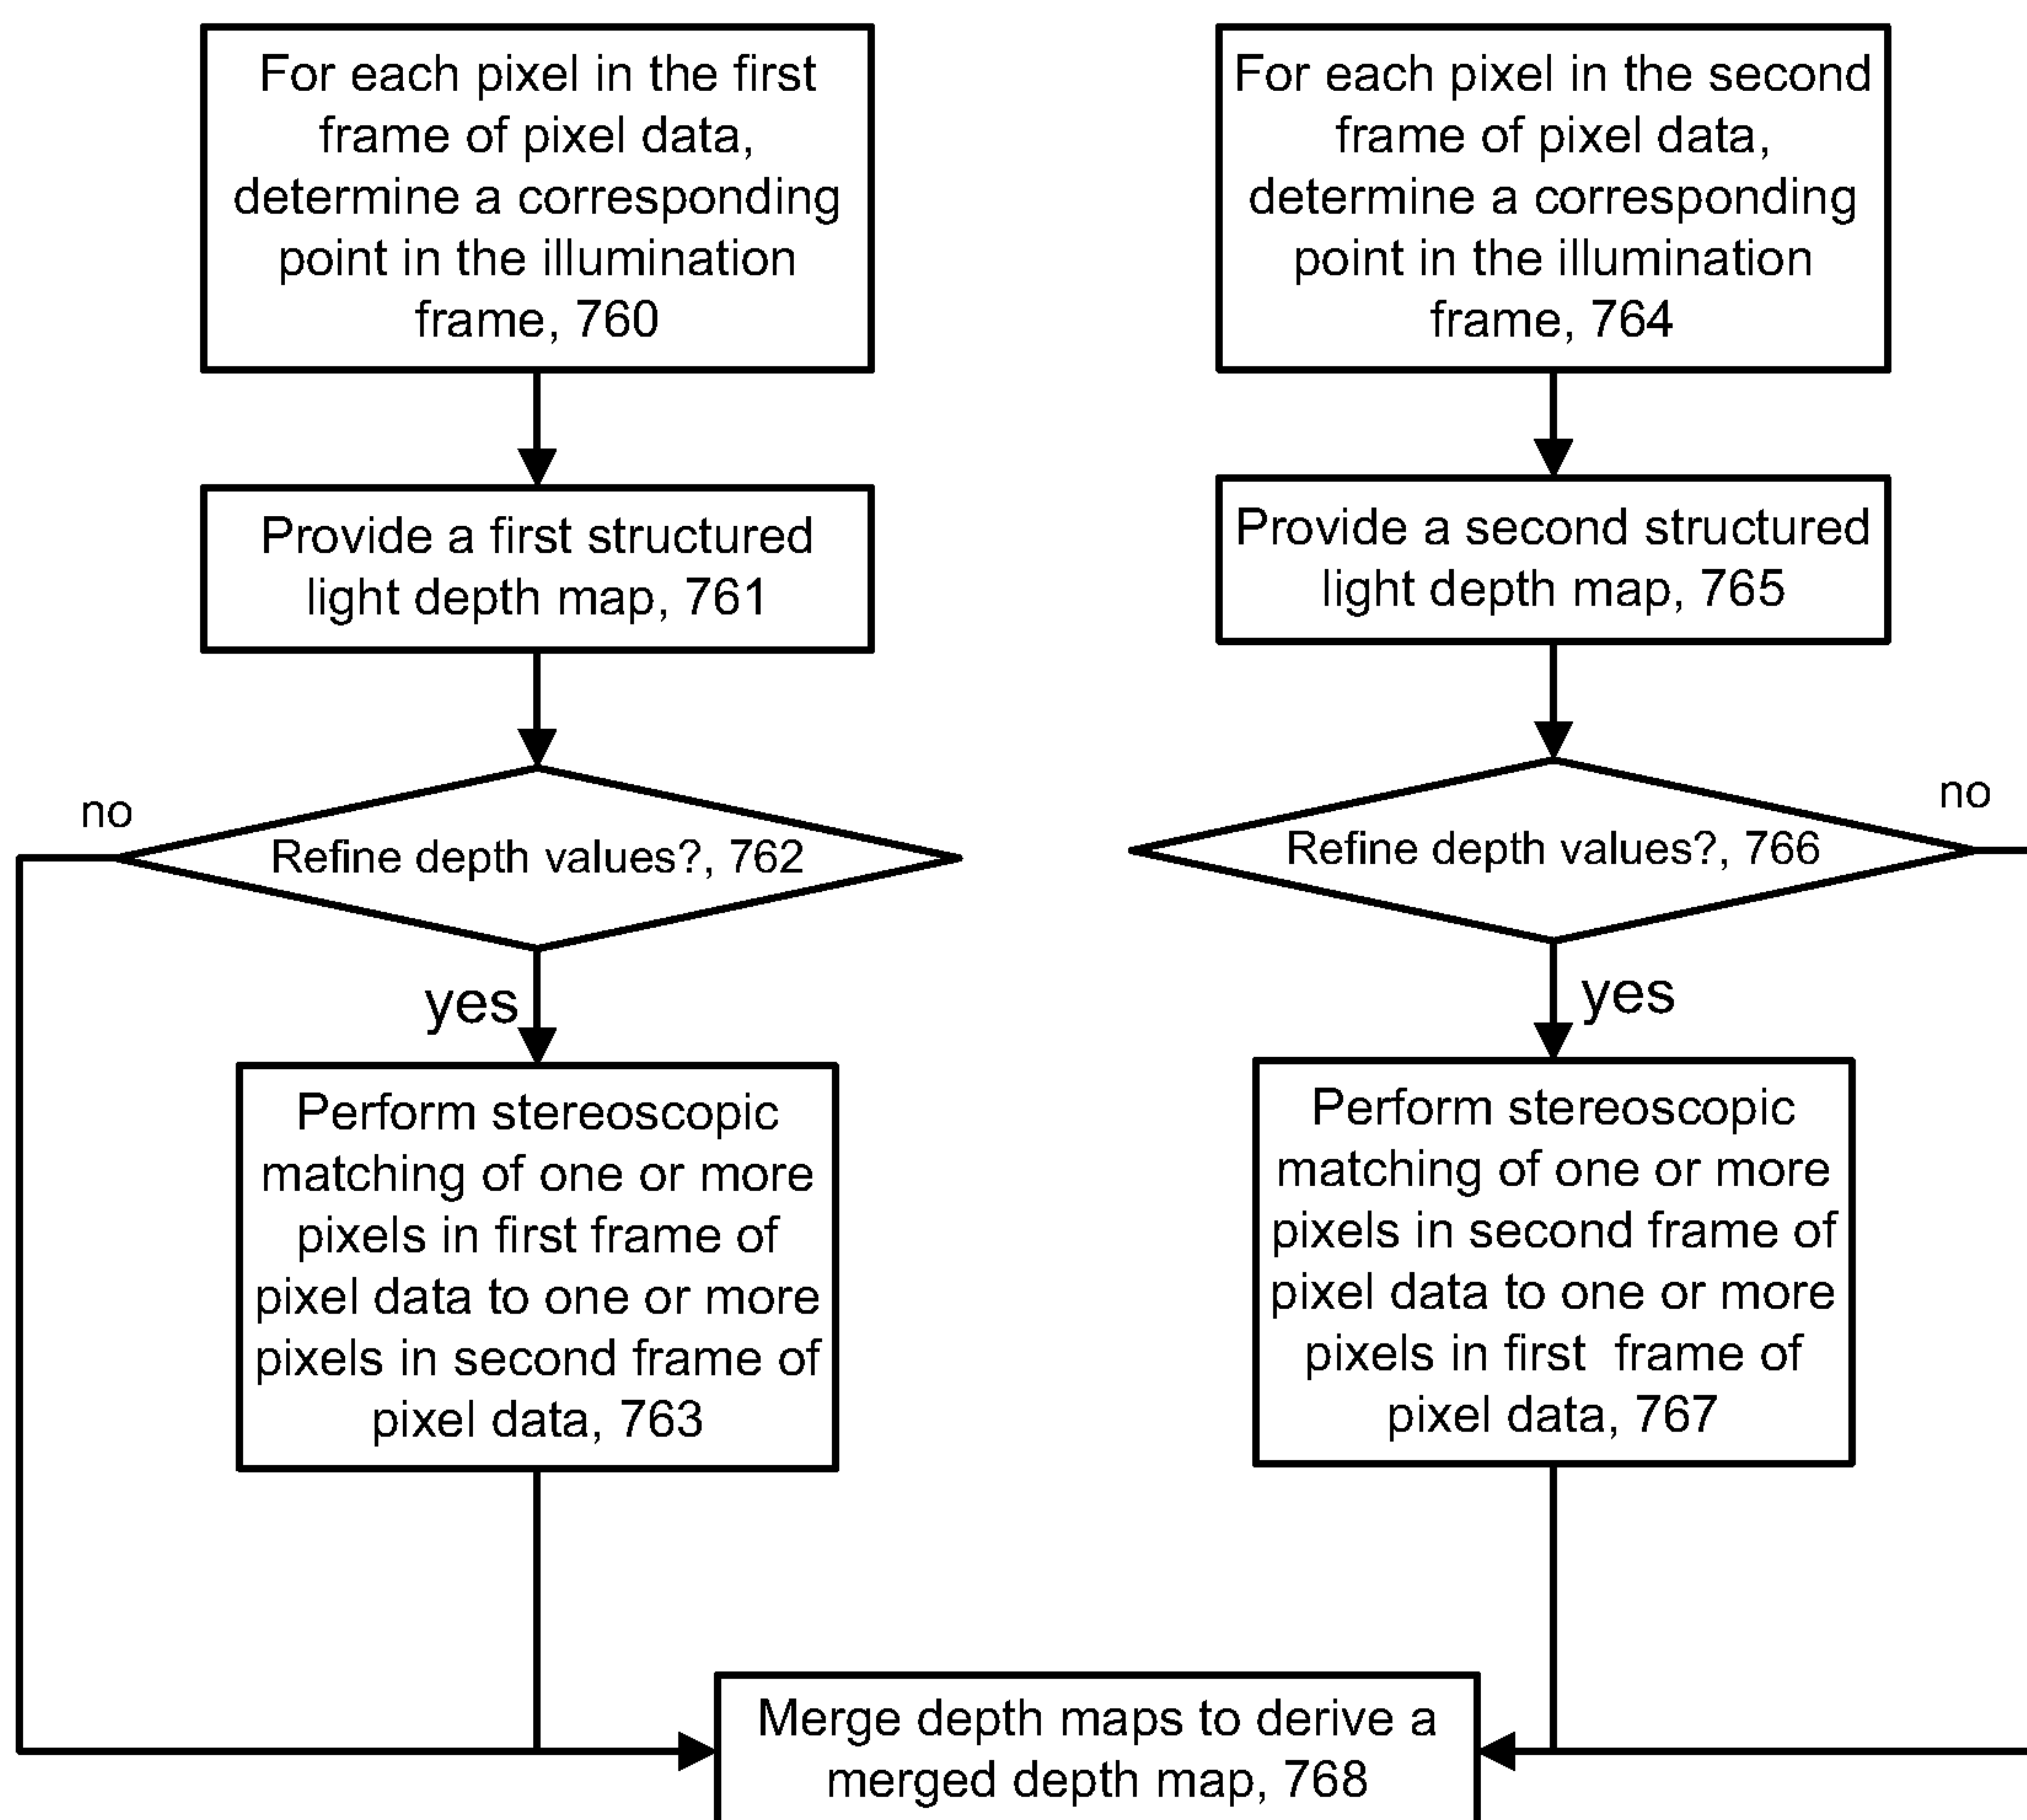 For each pixel in the first
frame of pixel data,
determine a corresponding
point in the illumination
frame, 760
Provide a first structured
light depth map, 761
no
Refine depth values?, 762
yes
Perform stereoscopic
matching of one or more
pixels in first frame of
pixel data to one or more
pixels in second frame of
pixel data, 763
For each pixel in the second
frame of pixel data,
determine a corresponding
point in the illumination
frame, 764
Provide a second structured
light depth map, 765
no
Refine depth values?, 766
yes
Perform stereoscopic
matching of one or more
pixels in second frame of
pixel data to one or more
pixels in first frame of
pixel data, 767
Merge depth maps to derive a
merged depth map, 768